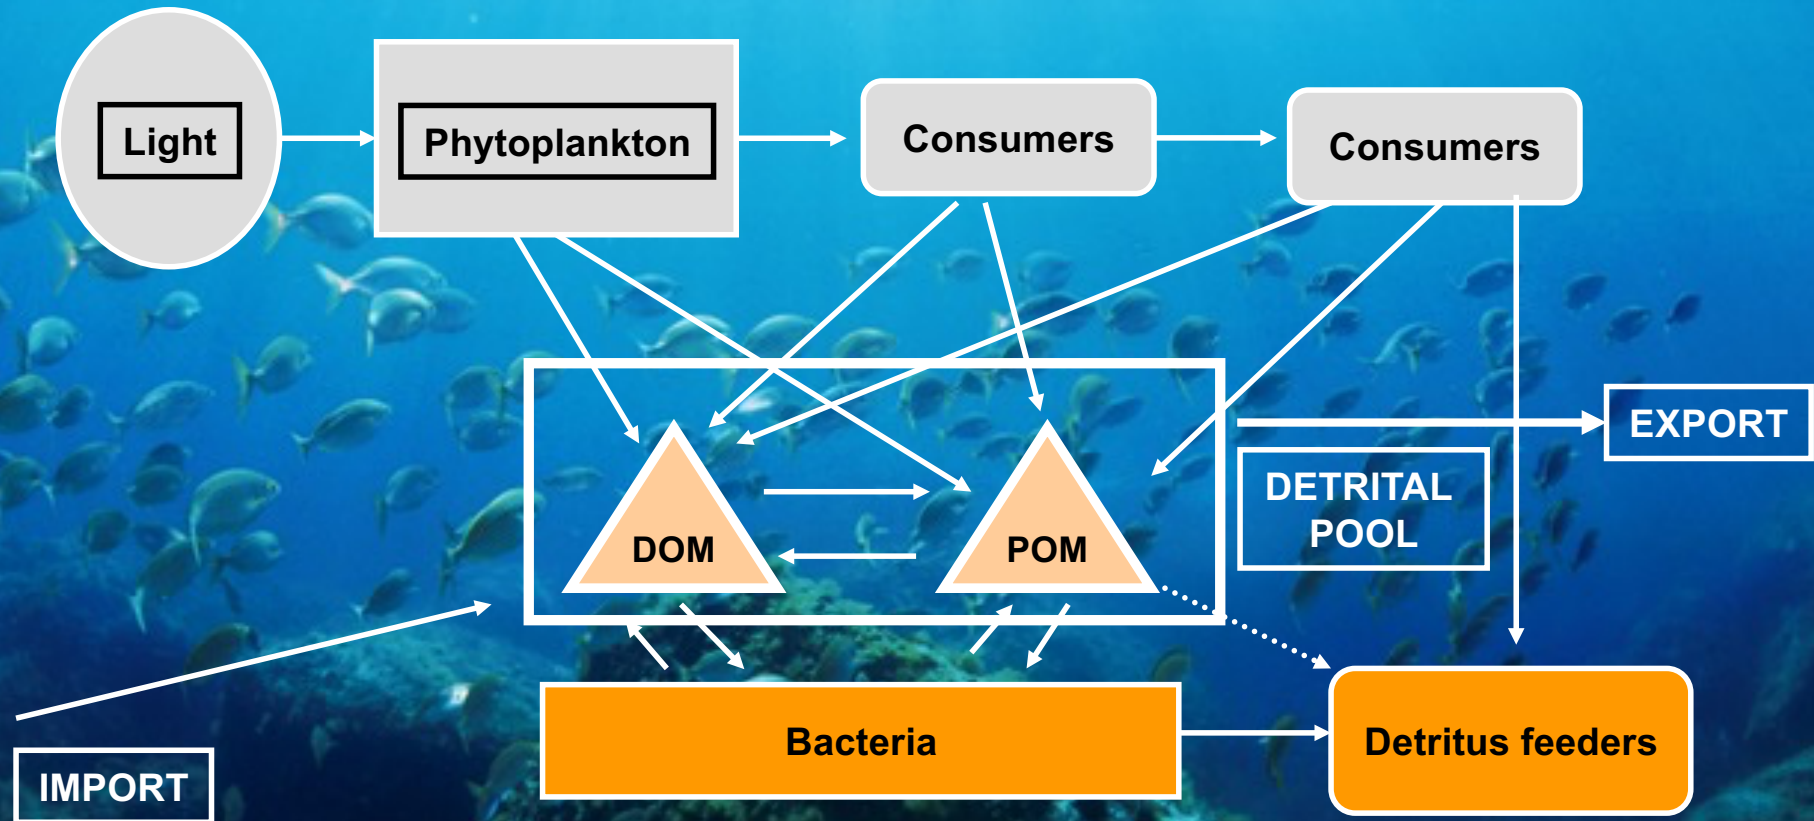 Light
Phytoplankton
Consumers
Consumers
EXPORT
DETRITAL
POOL
DOM
POM
Bacteria
Detritus feeders
IMPORT